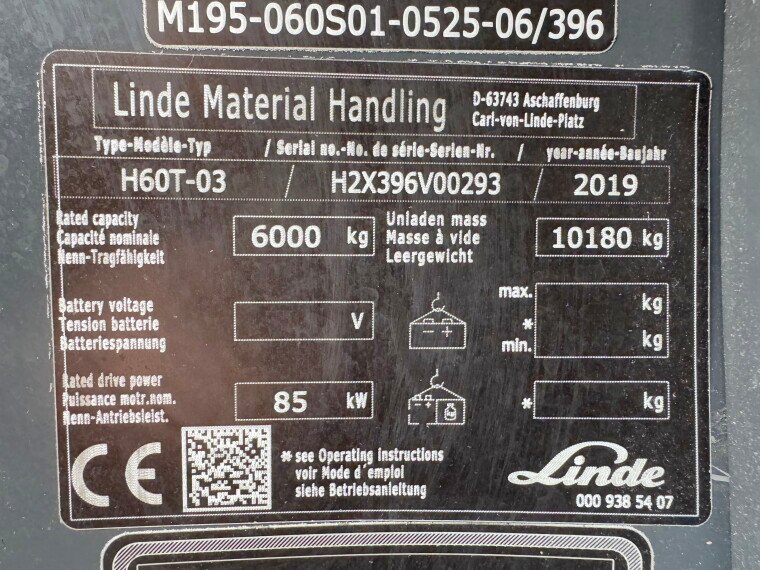 M195-060S01-0525-06/396
Linde Material Handling
D-63743 Aschaffenburg
Carl-von-Linde-Platz
Type-Modèle-Typ / Serial no.-No. de série-Serien-Nr. / year-année-Baujahr
H60T-03 / H2X396V00293 / 2019
Rated capacity
Capacité nominale
Nenn-Tragfähigkeit
6000 kg
Unladen mass
Masse à vide
Leergewicht
10180 kg
Battery voltage
Tension batterie
Batteriespannung
V
- +
max. kg
*
min. kg
Rated drive power
Puissance motr.nom.
Nenn-Antriebsleist.
85 kW
+ - kg
* kg
CE
* see Operating instructions
voir Mode d'emploi
siehe Betriebsanleitung
Linde
000 938 54 07